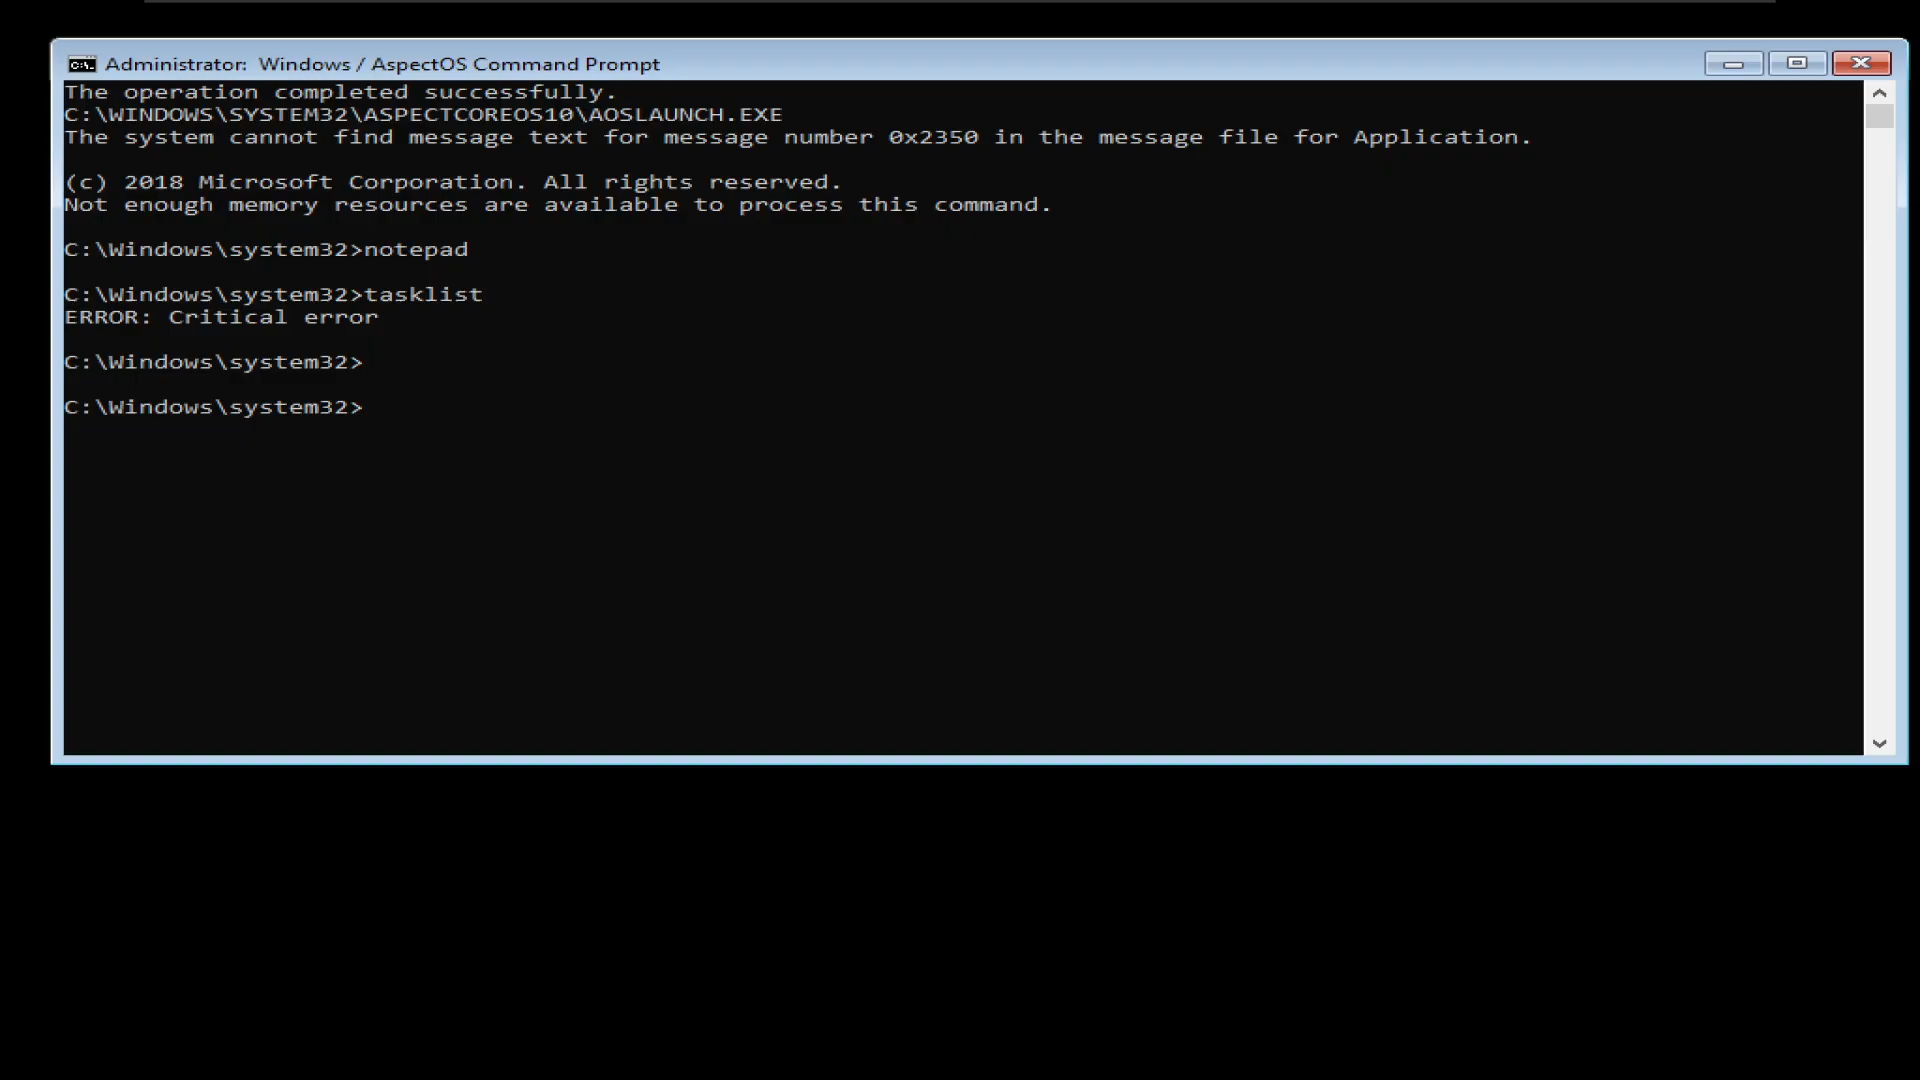 Administrator:  Windows / AspectOS Command Prompt
The operation completed successfully.
C:\WINDOWS\SYSTEM32\ASPECTCOREOS10\AOSLAUNCH.EXE
The system cannot find message text for message number 0x2350 in the message file for Application.
(c) 2018 Microsoft Corporation. All rights reserved.
Not enough memory resources are available to process this command.
C:\Windows\system32>notepad
C:\Windows\system32>tasklist
ERROR: Critical error
C:\Windows\system32>
C:\Windows\system32>